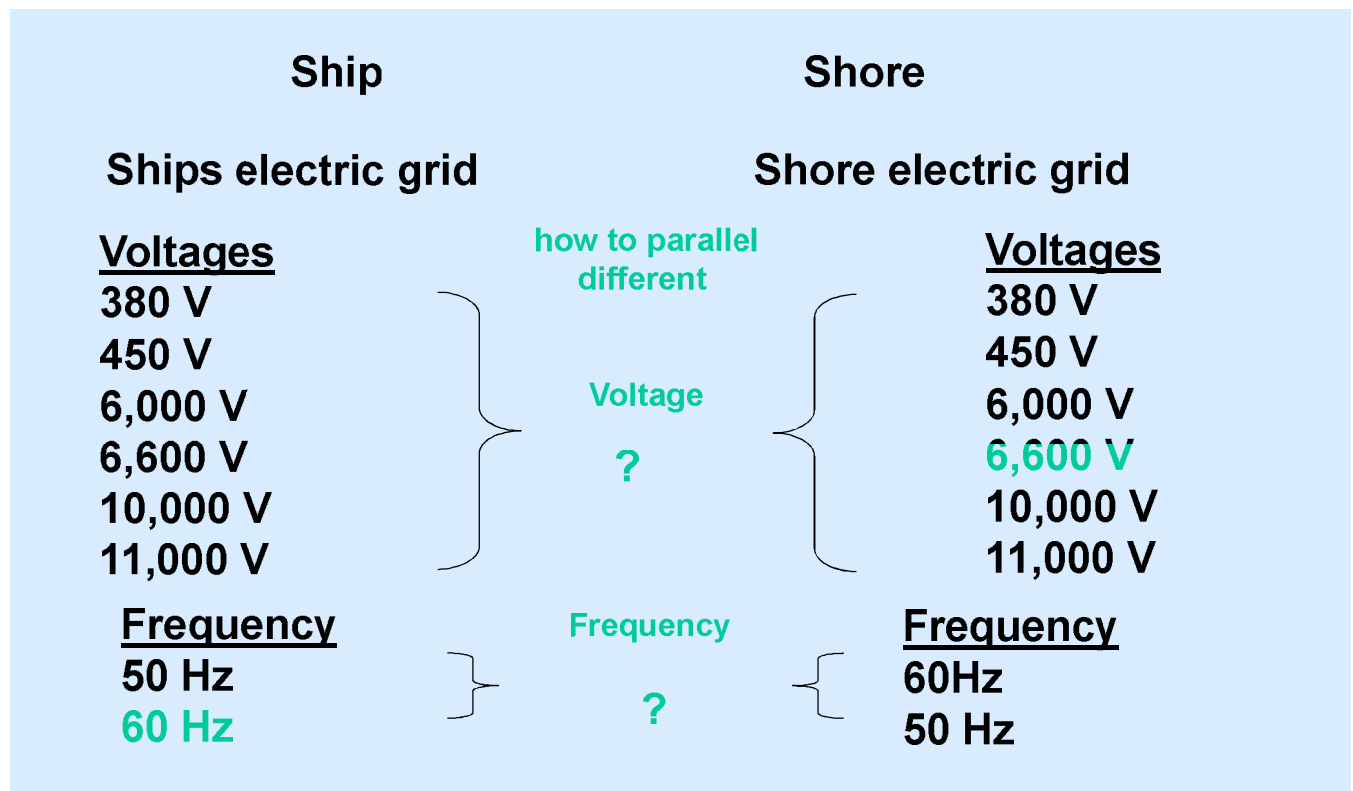 Ship
Shore
Ships electric grid
Shore electric grid
how to parallel
different
Voltages
380 V
450 V
6,000 V
6,600 V
10,000 V
11,000 V
Voltage
?
Voltages
380 V
450 V
6,000 V
6,600 V
10,000 V
11,000 V
Frequency
50 Hz
60 Hz
Frequency
?
Frequency
60Hz
50 Hz